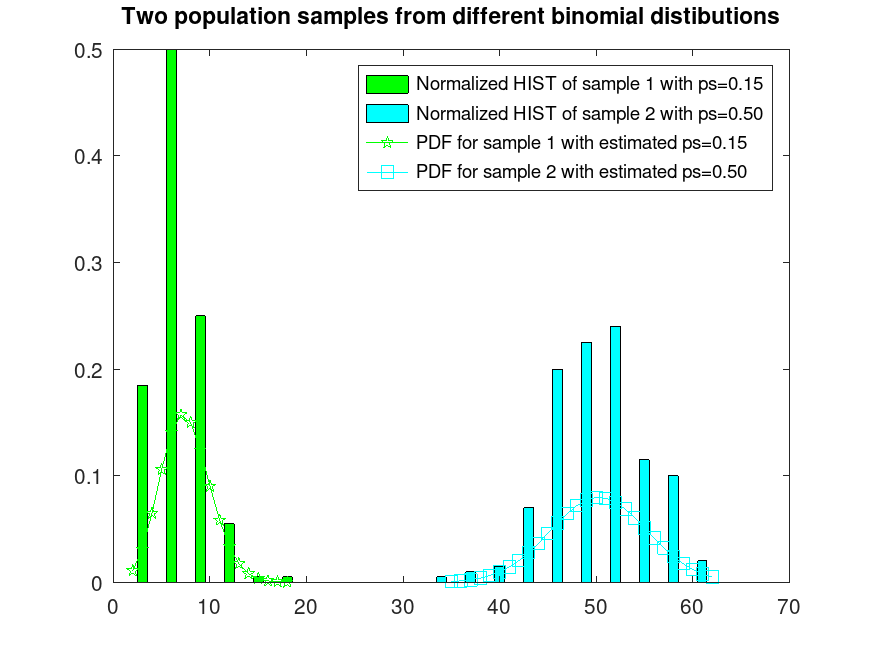 Two population samples from different binomial distibutions
0.5
0.4
0.3
0.2
0.1
0
Normalized HIST of sample 1 with ps=0.15
Normalized HIST of sample 2 with ps=0.50
PDF for sample 1 with estimated ps=0.15
PDF for sample 2 with estimated ps=0.50
0 10 20 30 40 50 60 70